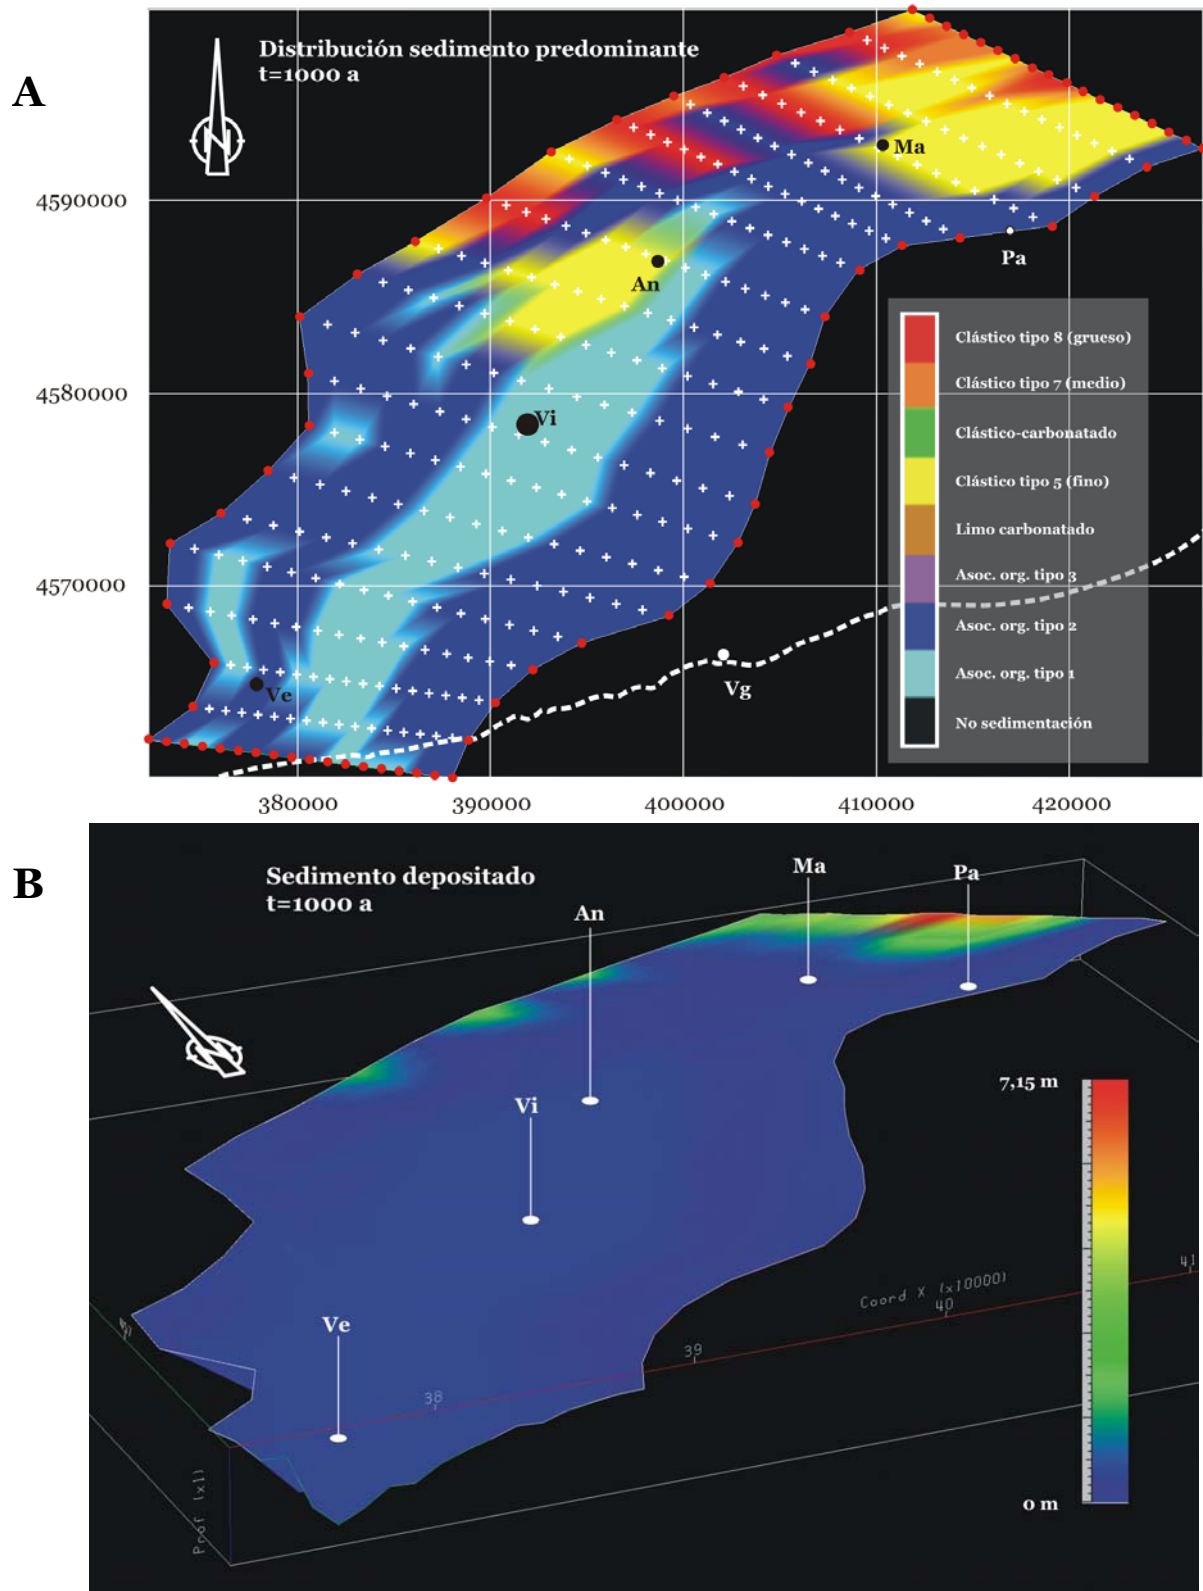 A
Distribución sedimento predominante
t=1000 a
N
Ma
4590000
Pa
An
Clástico tipo 8 (grueso)
Clástico tipo 7 (medio)
4580000
Vi
Clástico-carbonatado
Clástico tipo 5 (fino)
Limo carbonatado
4570000
Asoc. org. tipo 3
Asoc. org. tipo 2
Ve
Vg
Asoc. org. tipo 1
No sedimentación
380000 390000 400000 410000 420000
B
Sedimento depositado
t=1000 a
Ma
Pa
An
N
7,15 m
Vi
Coord X (x10000)
41
40
Ve
39
38
Prof (x1)
0 m